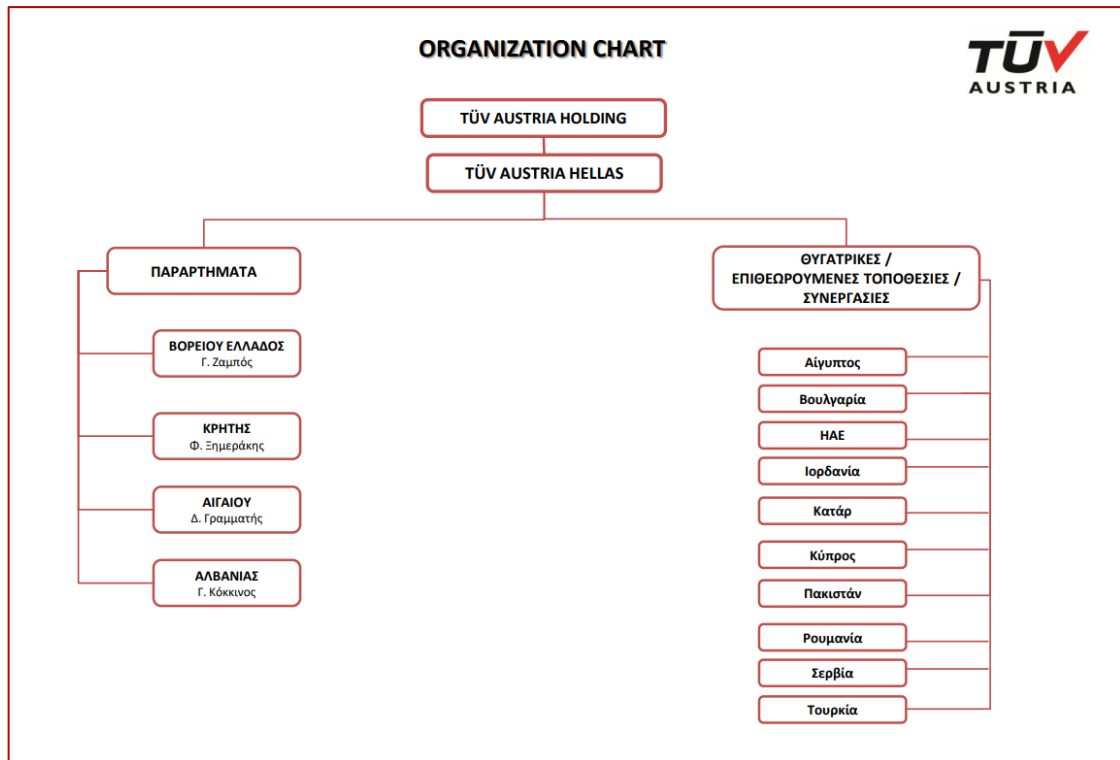 ORGANIZATION CHART
TÜV
AUSTRIA
TÜV AUSTRIA HOLDING
TÜV AUSTRIA HELLAS
ΠΑΡΑΡΤΗΜΑΤΑ
ΒΟΡΕΙΟΥ ΕΛΛΑΔΟΣ
Γ. Ζαμπός
ΚΡΗΤΗΣ
Φ. Ξημεράκης
ΑΙΓΑΙΟΥ
Δ. Γραμματής
ΑΛΒΑΝΙΑΣ
Γ. Κόκκινος
ΘΥΓΑΤΡΙΚΕΣ /
ΕΠΙΘΕΩΡΟΥΜΕΝΕΣ ΤΟΠΟΘΕΣΙΕΣ /
ΣΥΝΕΡΓΑΣΙΕΣ
Αίγυπτος
Βουλγαρία
ΗΑΕ
Ιορδανία
Κατάρ
Κύπρος
Πακιστάν
Ρουμανία
Σερβία
Τουρκία